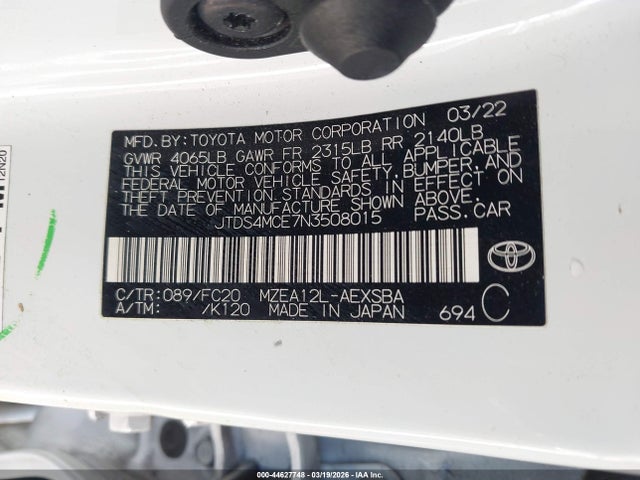 MFD. BY: TOYOTA MOTOR CORPORATION 03/22
GVWR 4065LB GAWR FR 2315LB RR 2140LB
THIS VEHICLE CONFORMS TO ALL APPLICABLE
FEDERAL MOTOR VEHICLE SAFETY, BUMPER, AND
THEFT PREVENTION STANDARDS IN EFFECT ON
THE DATE OF MANUFACTURE SHOWN ABOVE.
JTDS4MCE7N3508015 PASS. CAR
C/TR: 089/FC20 MZEA12L-AEXSBA
A/TM: /K120 MADE IN JAPAN 694 C
TOYOTA
12N20
000-44627748 - 03/19/2026 - IAA Inc.